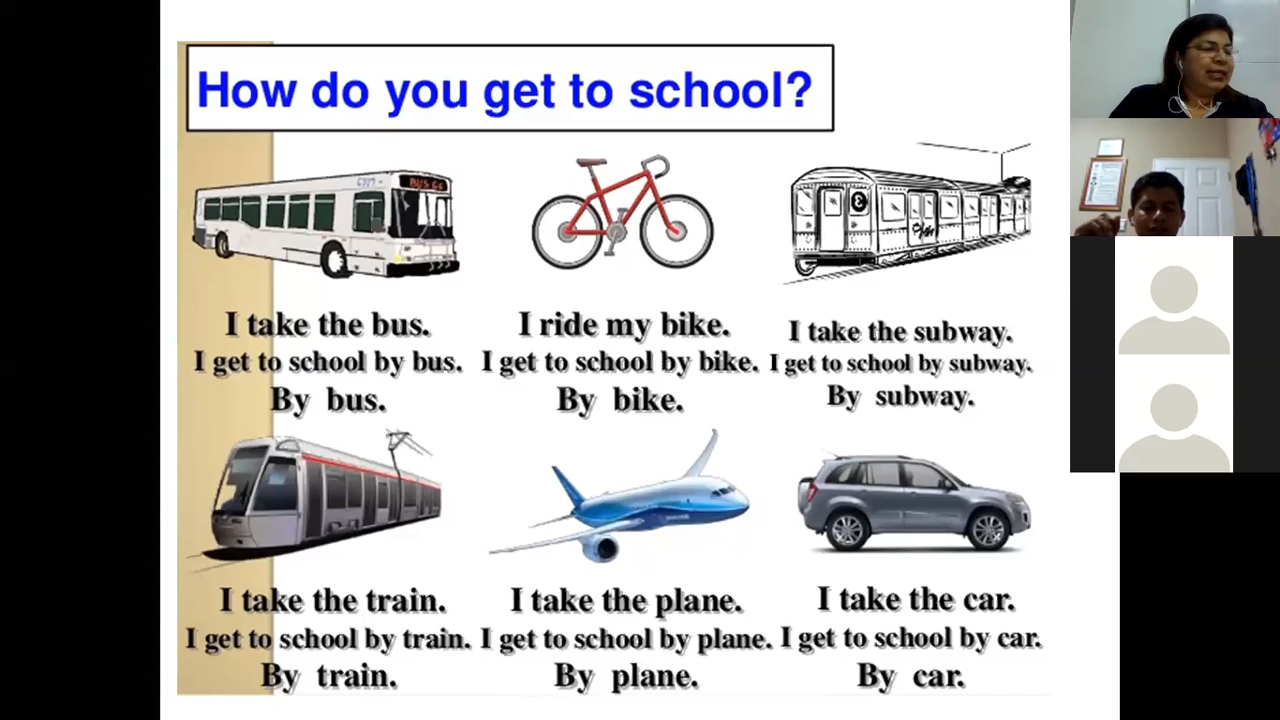 How do you get to school?
BUS 64
I take the bus.
I get to school by bus.
By bus.
I ride my bike.
I get to school by bike.
By bike.
3
I take the subway.
I get to school by subway.
By subway.
I take the train.
I get to school by train.
By train.
I take the plane.
I get to school by plane.
By plane.
I take the car.
I get to school by car.
By car.